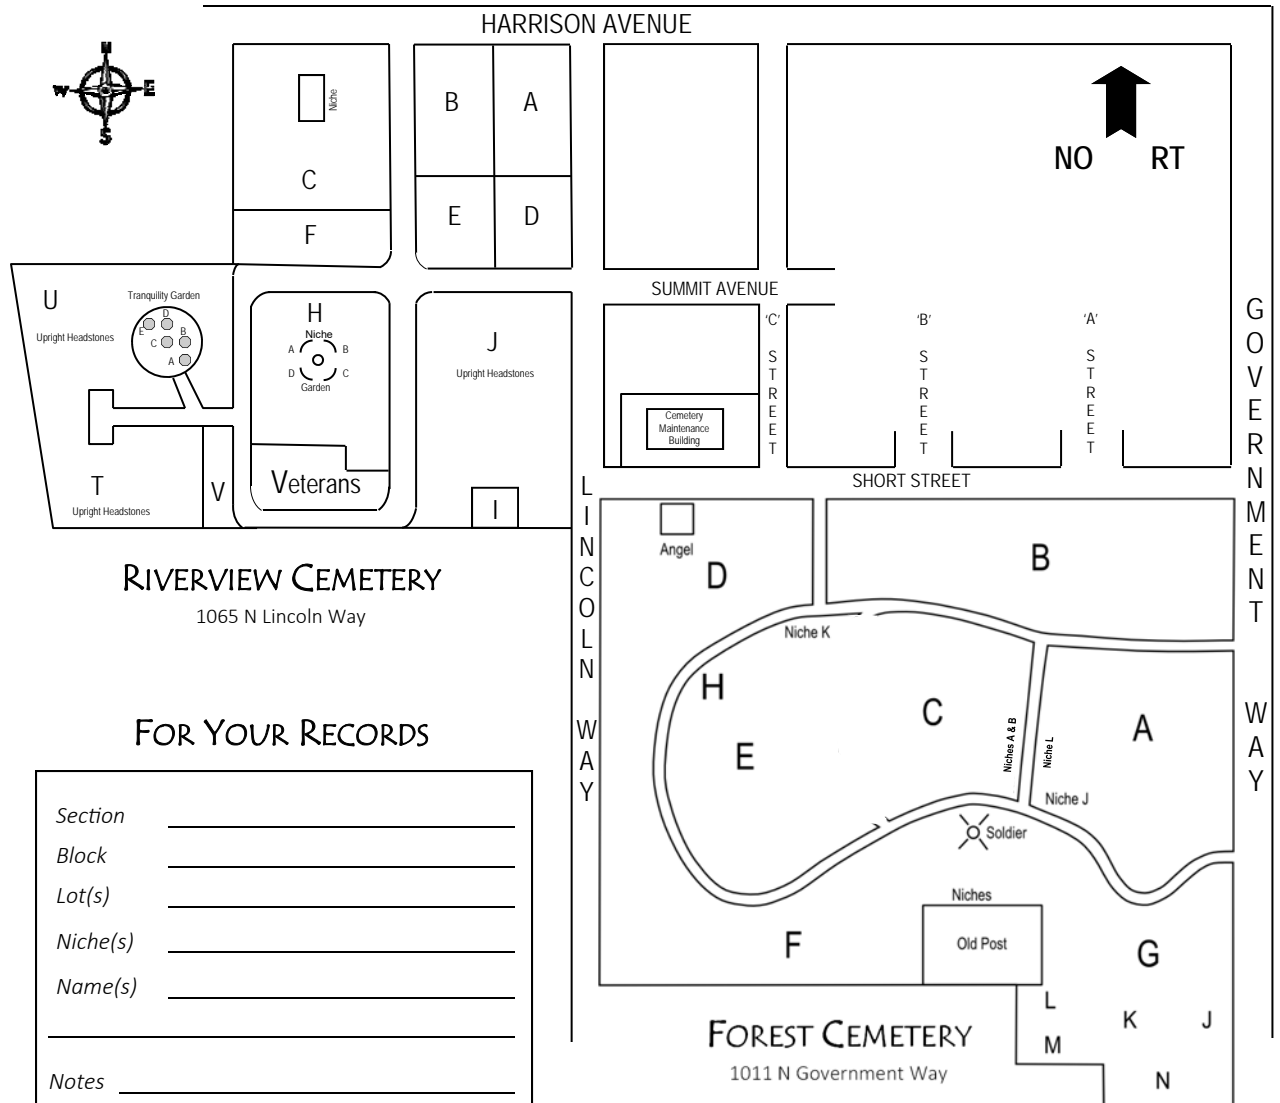 HARRISON AVENUE
N
W E
S
Niche
C
F
B A
E D
NO RT
SUMMIT AVENUE
U
Upright Headstones
Tranquility Garden
D
E
B
C
A
H
Niche
A B
D C
Garden
J
Upright Headstones
T
Upright Headstones
V
Veterans
I
Cemetery
Maintenance
Building
'C' STREET
'B' STREET
'A' STREET
SHORT STREET
GOVERNMENT WAY
LINCOLN WAY
RIVERVIEW CEMETERY
1065 N Lincoln Way
Angel
D
B
Niche K
H
C
E
Niches A & B
Niche L
A
Niche J
Soldier
Niches
Old Post
F
G
L
K J
M
N
FOREST CEMETERY
1011 N Government Way
FOR YOUR RECORDS
Section
Block
Lot(s)
Niche(s)
Name(s)
Notes